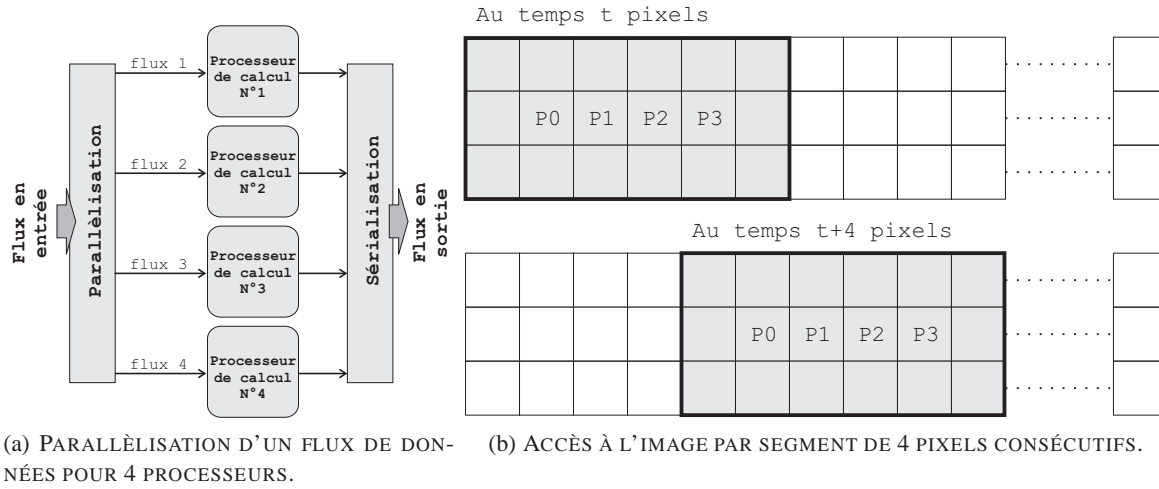 Flux en
entrée
Parallèlisation
flux 1
Processeur
de calcul
N°1
flux 2
Processeur
de calcul
N°2
flux 3
Processeur
de calcul
N°3
flux 4
Processeur
de calcul
N°4
Sérialisation
Flux en
sortie
(a) PARALLÈLISATION D'UN FLUX DE DON-
NÉES POUR 4 PROCESSEURS.
Au temps t pixels
P0 P1 P2 P3
Au temps t+4 pixels
P0 P1 P2 P3
(b) ACCÈS À L'IMAGE PAR SEGMENT DE 4 PIXELS CONSÉCUTIFS.